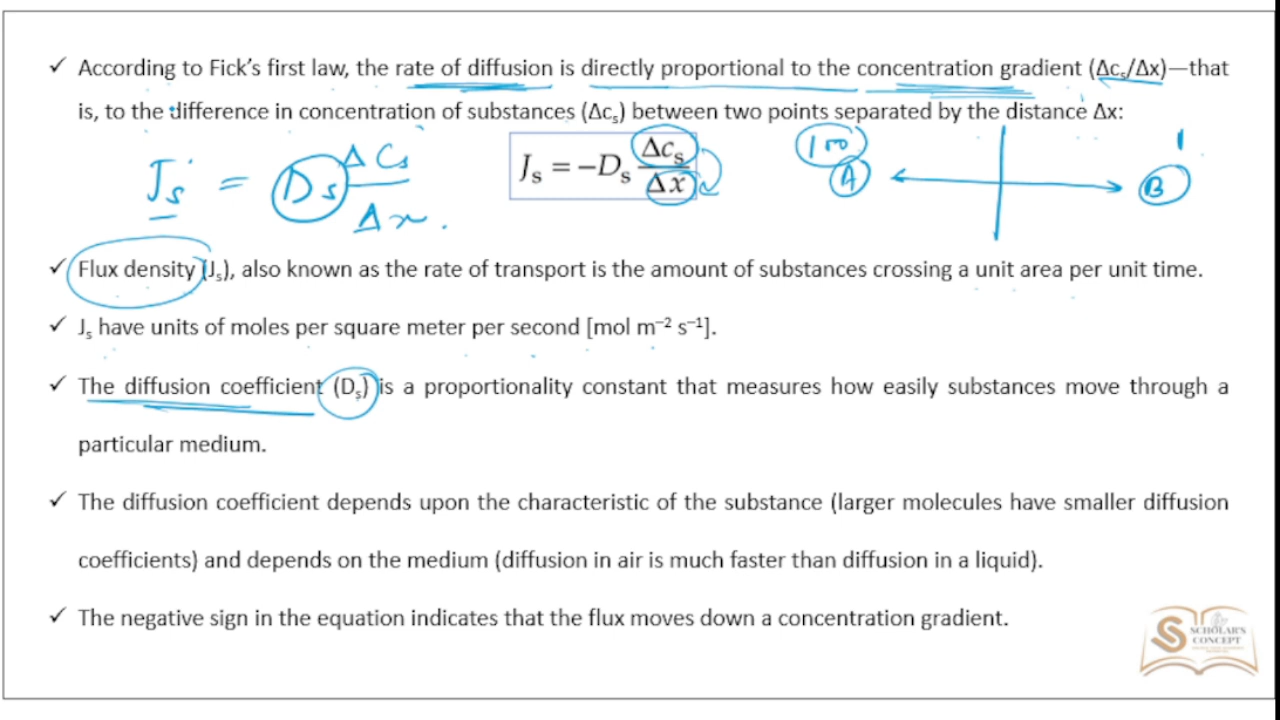 ✓ According to Fick's first law, the rate of diffusion is directly proportional to the concentration gradient (Δcₛ/Δx)—that
is, to the difference in concentration of substances (Δcₛ) between two points separated by the distance Δx:
Jₛ = Dₛ ΔCₛ/Δx.
Jₛ = −Dₛ Δcₛ/Δx
100
A
1
B
✓ Flux density (Jₛ), also known as the rate of transport is the amount of substances crossing a unit area per unit time.
✓ Jₛ have units of moles per square meter per second [mol m⁻² s⁻¹].
✓ The diffusion coefficient (Dₛ) is a proportionality constant that measures how easily substances move through a
particular medium.
✓ The diffusion coefficient depends upon the characteristic of the substance (larger molecules have smaller diffusion
coefficients) and depends on the medium (diffusion in air is much faster than diffusion in a liquid).
✓ The negative sign in the equation indicates that the flux moves down a concentration gradient.
SCHOLAR'S
CONCEPT